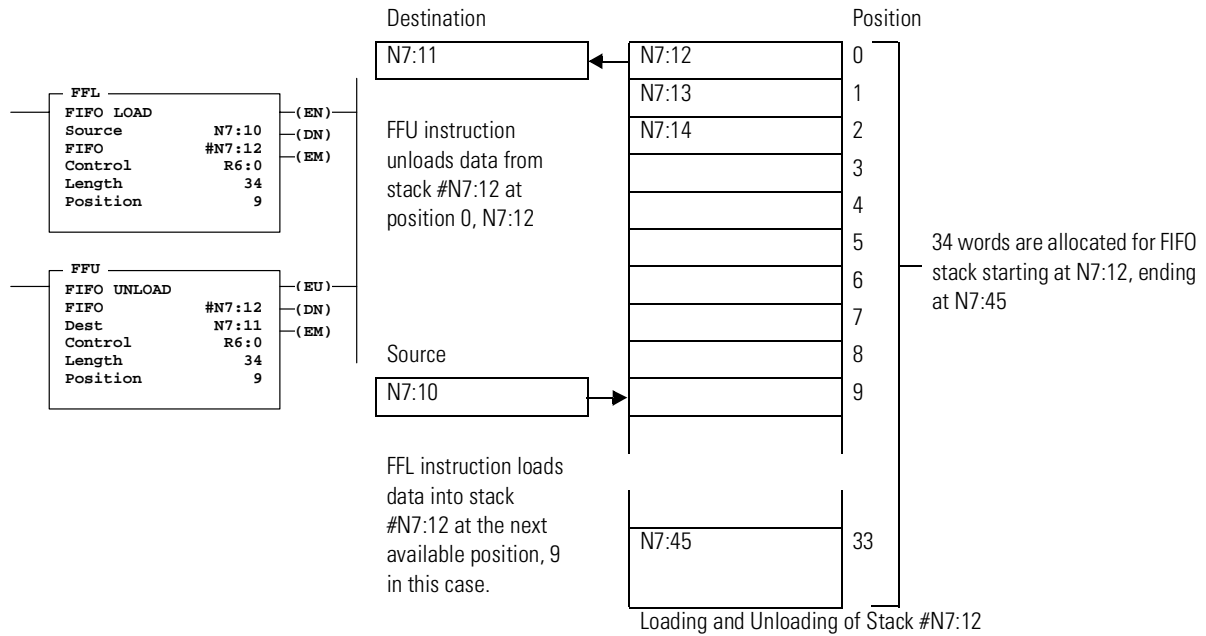 Destination
Position
N7:11
N7:12
0
N7:13
1
N7:14
2
3
4
5
6
7
8
9
N7:45
33
FFL
FIFO LOAD
Source N7:10
FIFO #N7:12
Control R6:0
Length 34
Position 9
(EN)
(DN)
(EM)
FFU
FIFO UNLOAD
FIFO #N7:12
Dest N7:11
Control R6:0
Length 34
Position 9
(EU)
(DN)
(EM)
FFU instruction
unloads data from
stack #N7:12 at
position 0, N7:12
Source
N7:10
FFL instruction loads
data into stack
#N7:12 at the next
available position, 9
in this case.
34 words are allocated for FIFO
stack starting at N7:12, ending
at N7:45
Loading and Unloading of Stack #N7:12